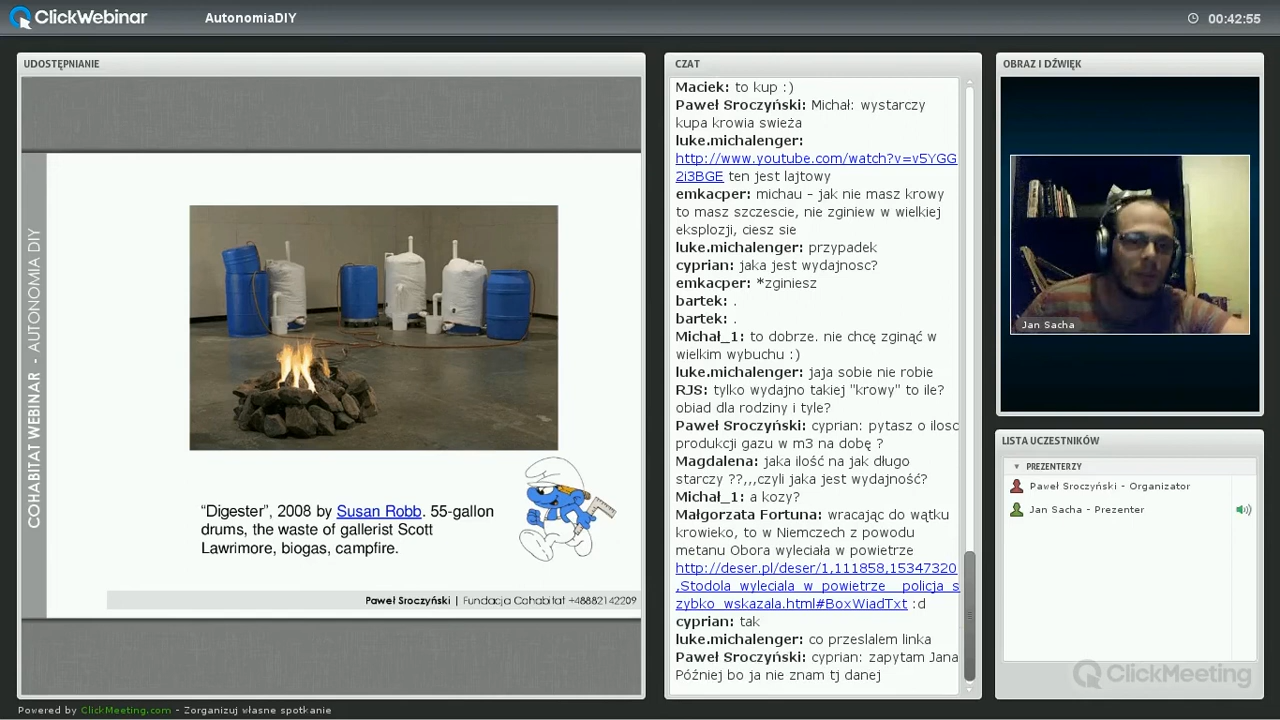 ClickWebinar
AutonomiaDIY
00:42:55
UDOSTĘPNIANIE
COHABITAT WEBINAR - AUTONOMIA DIY
“Digester”, 2008 by Susan Robb. 55-gallon
drums, the waste of gallerist Scott
Lawrimore, biogas, campfire.
Paweł Sroczyński | Fundacja Cohabitat +48882142209
CZAT
Maciek: to kup :)
Paweł Sroczyński: Michał: wystarczy
kupa krowia swieża
luke.michalenger:
http://www.youtube.com/watch?v=v5YGG
2i3BGE ten jest lajtowy
emkacper: michau - jak nie masz krowy
to masz szczescie, nie zginiew w wielkiej
eksplozji, ciesz sie
luke.michalenger: przypadek
cyprian: jaka jest wydajnosc?
emkacper: *zginiesz
bartek: .
bartek: .
Michał_1: to dobrze. nie chcę zginąć w
wielkim wybuchu :)
luke.michalenger: jaja sobie nie robie
RJS: tylko wydajno takiej "krowy" to ile?
obiad dla rodziny i tyle?
Paweł Sroczyński: cyprian: pytasz o ilosc
produkcji gazu w m3 na dobę ?
Magdalena: jaka ilość na jak długo
starczy ??,,,czyli jaka jest wydajność?
Michał_1: a kozy?
Małgorzata Fortuna: wracając do wątku
krowieko, to w Niemczech z powodu
metanu Obora wyleciała w powietrze
http://deser.pl/deser/1,111858,15347320
,Stodola_wyleciala_w_powietrze__policja_s
zybko_wskazala.html#BoxWiadTxt :d
cyprian: tak
luke.michalenger: co przeslalem linka
Paweł Sroczyński: cyprian: zapytam Jana
Później bo ja nie znam tj danej
OBRAZ I DŹWIĘK
Jan Sacha
LISTA UCZESTNIKÓW
PREZENTERZY
Paweł Sroczyński - Organizator
Jan Sacha - Prezenter
ClickMeeting
Powered by ClickMeeting.com - Zorganizuj własne spotkanie